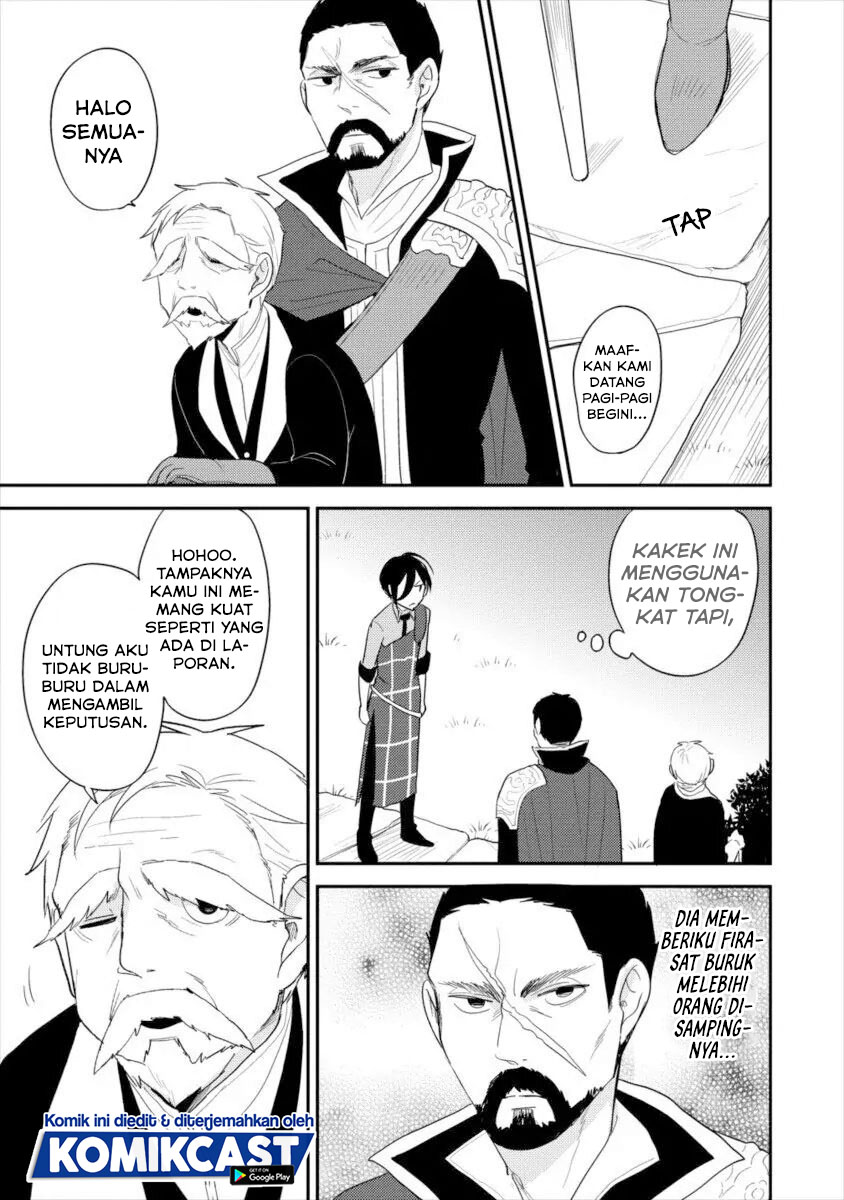 TAP
MAAF-
KAN KAMI
DATANG
PAGI-PAGI
BEGINI...
HALO
SEMUA-
NYA
KAKEK INI
MENGGUNA-
KAN TONG-
KAT TAPI,
DIA MEM-
BERIKU FIRA-
SAT BURUK
MELEBIHI
ORANG DI-
SAMPING-
NYA...
HOHOO.
TAMPAKNYA
KAMU INI ME-
MANG KUAT
SEPERTI YANG
ADA DI LA-
PORAN.
UNTUNG AKU
TIDAK BURU-
BURU DALAM
MENGAMBIL
KEPUTUSAN.
Komik ini diedit & diterjemahkan oleh
KOMIKCAST
GET IT ON
Google Play